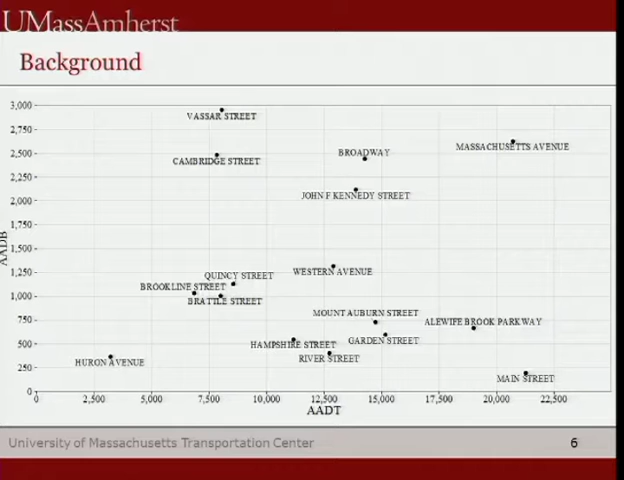 UMassAmherst
Background
3,000
2,750
2,500
2,250
2,000
1,750
1,500
1,250
1,000
750
500
250
0
AADB
VASSAR STREET
CAMBRIDGE STREET
BROADWAY
MASSACHUSETTS AVENUE
JOHN F KENNEDY STREET
WESTERN AVENUE
QUINCY STREET
BROOKLINE STREET
BRATTLE STREET
MOUNT AUBURN STREET
ALEWIFE BROOK PARKWAY
GARDEN STREET
HAMPSHIRE STREET
RIVER STREET
HURON AVENUE
MAIN STREET
0 2,500 5,000 7,500 10,000 12,500 15,000 17,500 20,000 22,500
AADT
University of Massachusetts Transportation Center 6